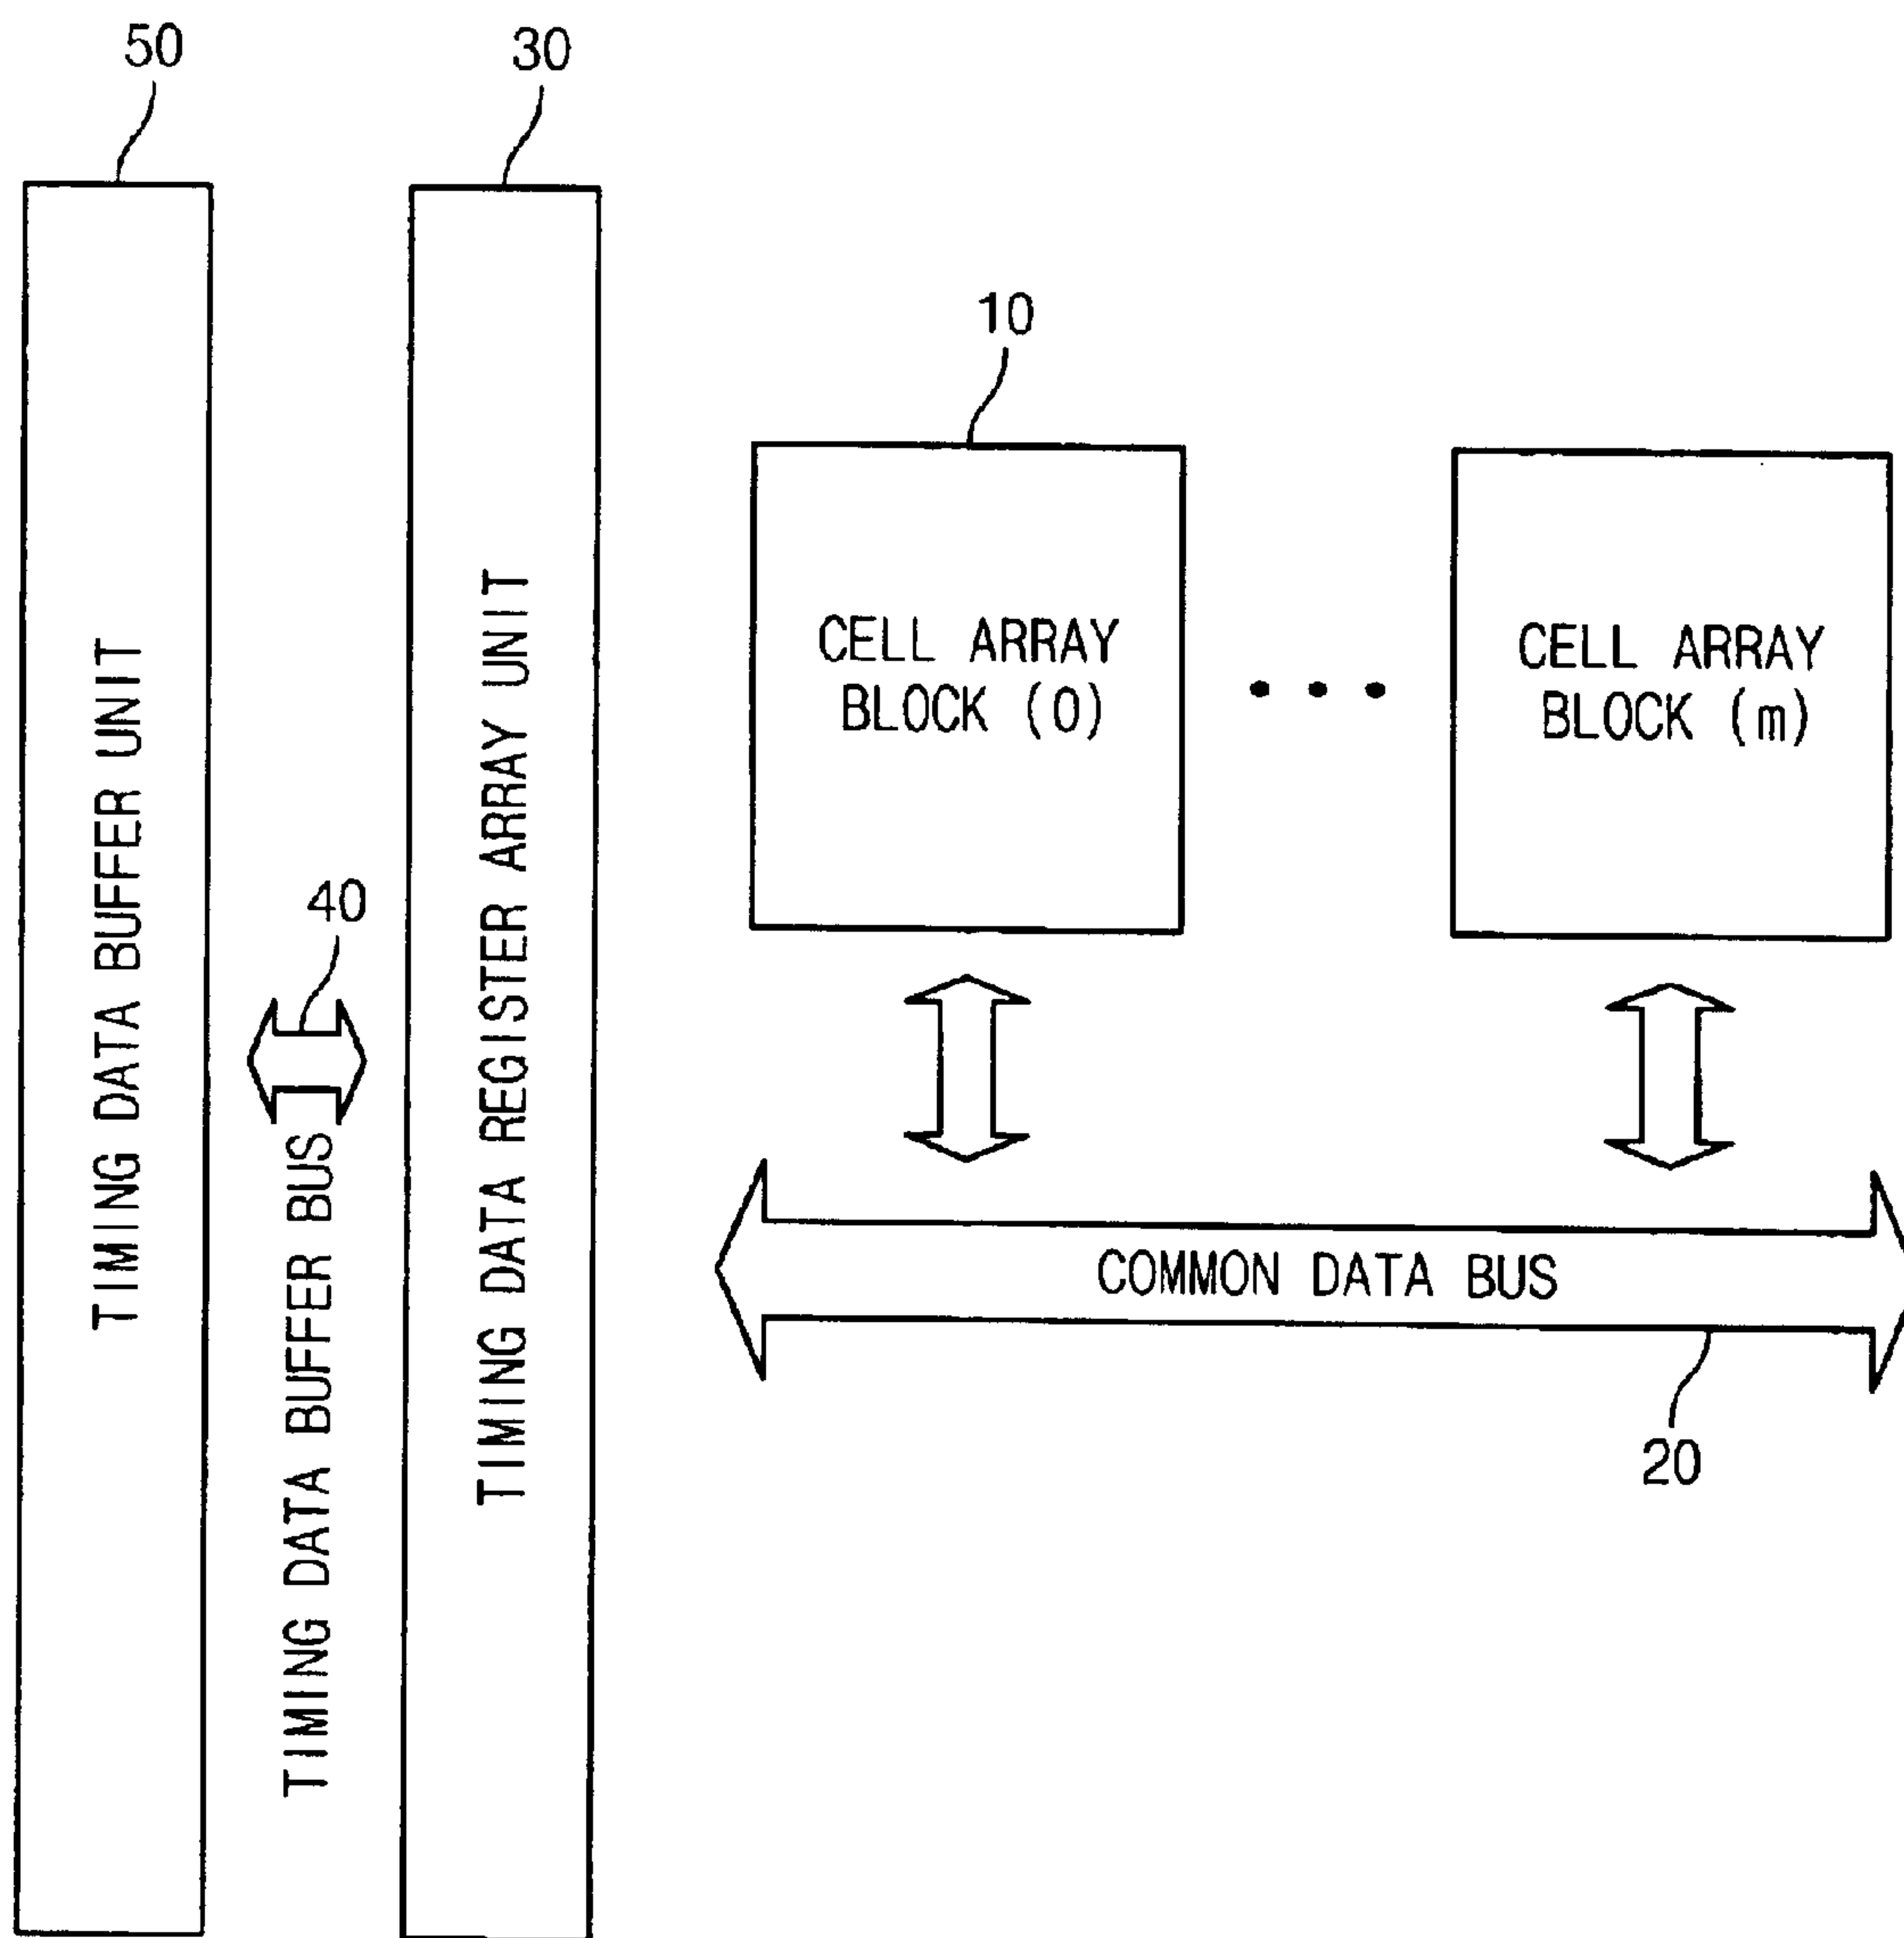 50
30
10
CELL ARRAY
BLOCK (0)
CELL ARRAY
BLOCK (m)
TIMING DATA BUFFER UNIT
40
TIMING DATA BUFFER BUS
TIMING DATA REGISTER ARRAY UNIT
COMMON DATA BUS
20